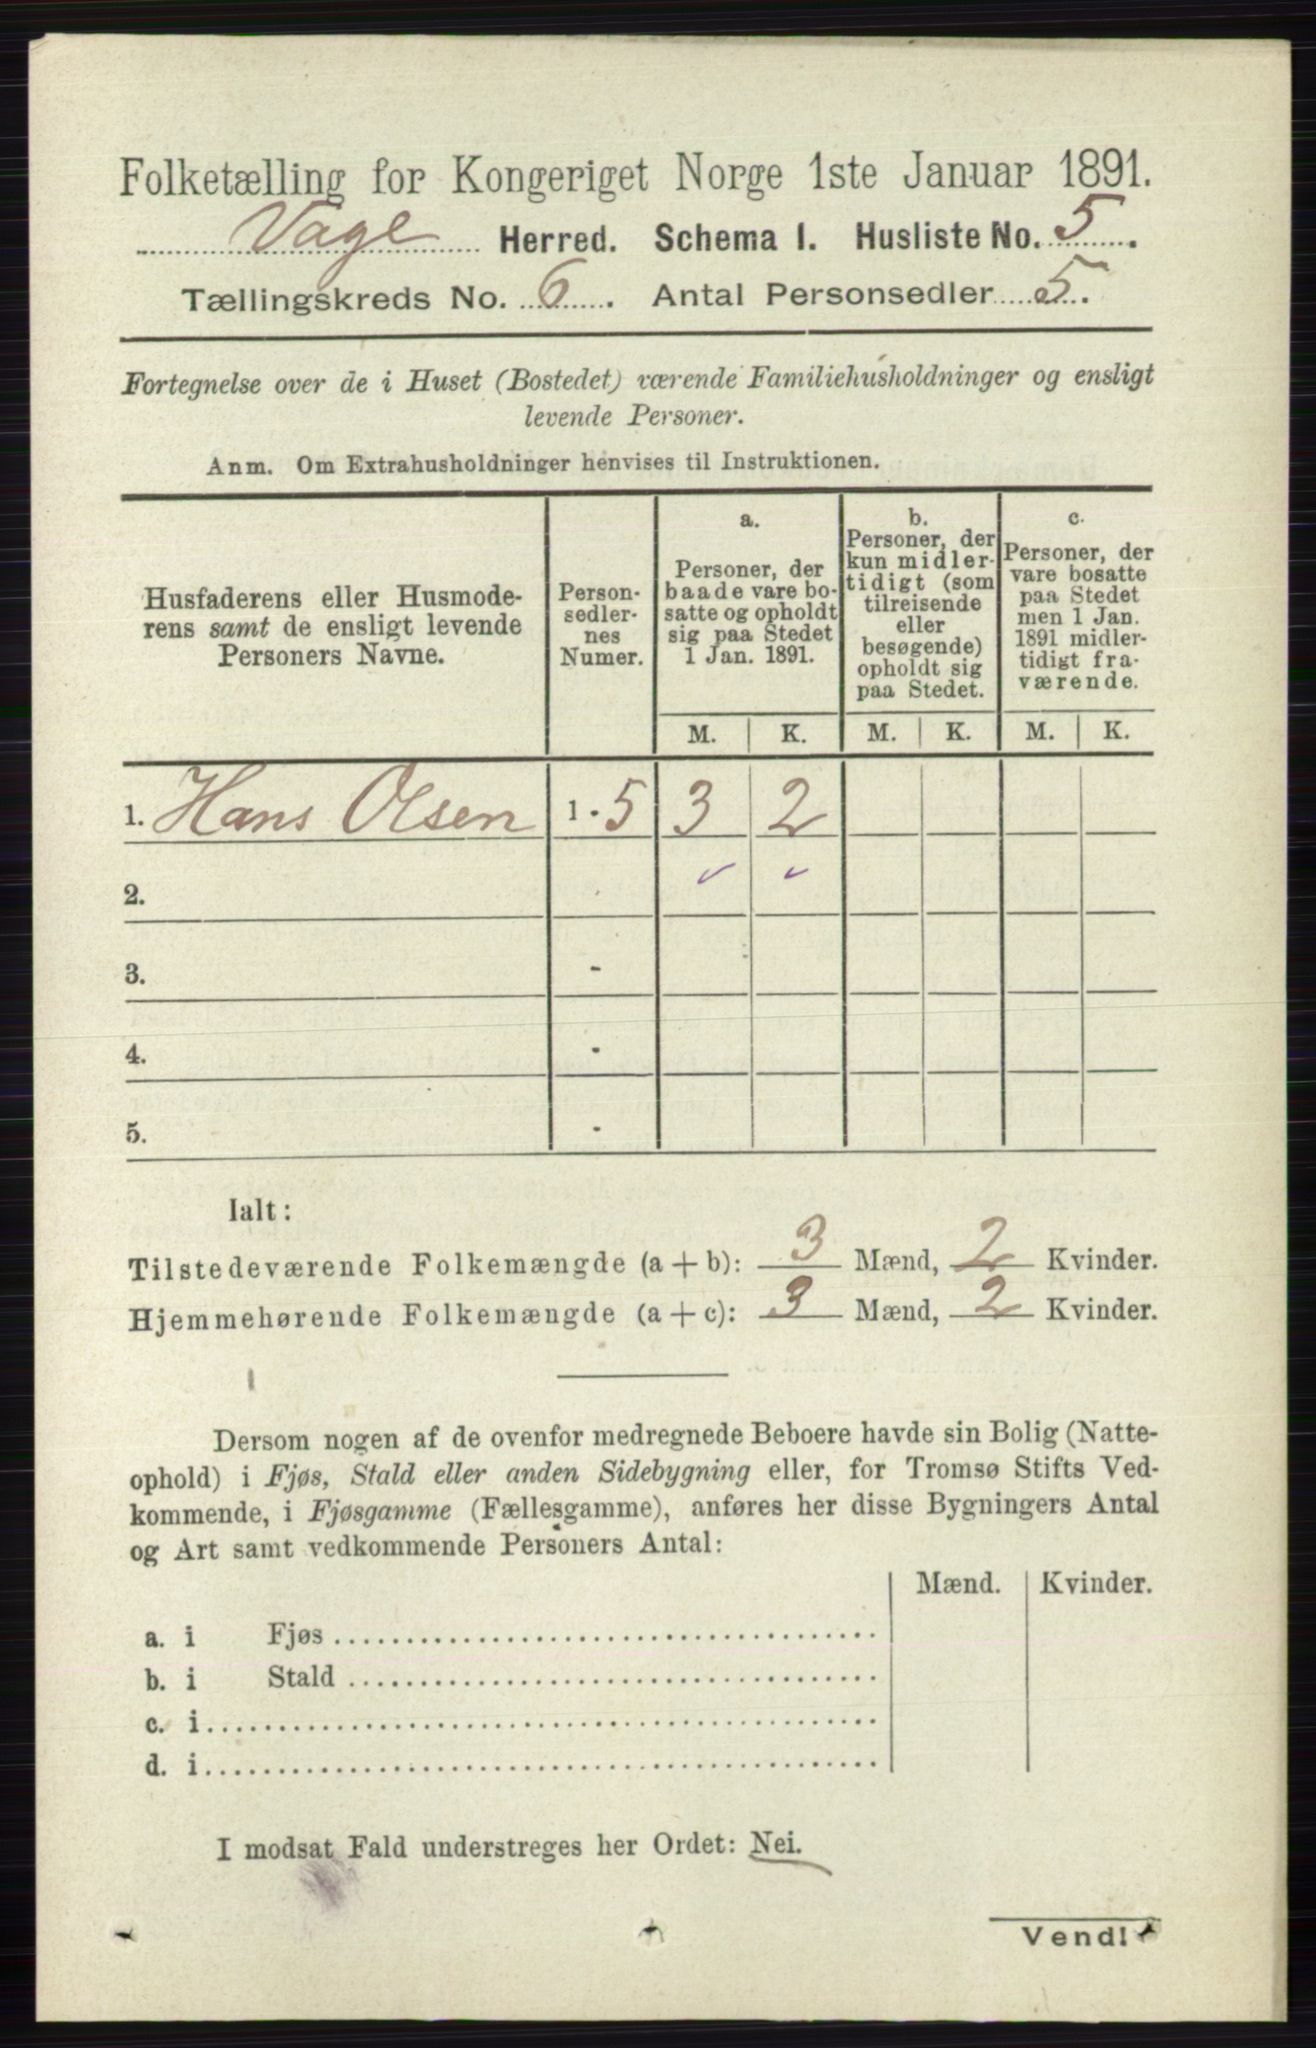 Folketælling for Kongeriget Norge 1ste Januar 1891.
Vage Herred. Schema I. Husliste No. 5.
Tællingskreds No. 6. Antal Personsedler 5.
Fortegnelse over de i Huset (Bostedet) værende Familiehusholdninger og ensligt
levende Personer.
Anm. Om Extrahusholdninger henvises til Instruktionen.
Husfaderens eller Husmode-
rens samt de ensligt levende
Personers Navne.
Person-
sedler-
nes
Numer.
a.
Personer, der
baade vare bo-
satte og opholdt
sig paa Stedet
1 Jan. 1891.
b.
Personer, der
kun midler-
tidigt (som
tilreisende
eller
besøgende)
opholdt sig
paa Stedet.
c.
Personer, der
vare bosatte
paa Stedet
men 1 Jan.
1891 midler-
tidigt fra-
værende.
M. K. M. K. M. K.
1. Hans Olsen 1 - 5 3 2
2.
3. -
4. -
5. -
Ialt:
Tilstedeværende Folkemængde (a + b): 3 Mænd, 2 Kvinder.
Hjemmehørende Folkemængde (a + c): 3 Mænd, 2 Kvinder.
Dersom nogen af de ovenfor medregnede Beboere havde sin Bolig (Natte-
ophold) i Fjøs, Stald eller anden Sidebygning eller, for Tromsø Stifts Ved-
kommende, i Fjøsgamme (Fællesgamme), anføres her disse Bygningers Antal
og Art samt vedkommende Personers Antal:
Mænd. Kvinder.
a. i Fjøs
b. i Stald
c. i
d. i
I modsat Fald understreges her Ordet: Nei.
Vend!